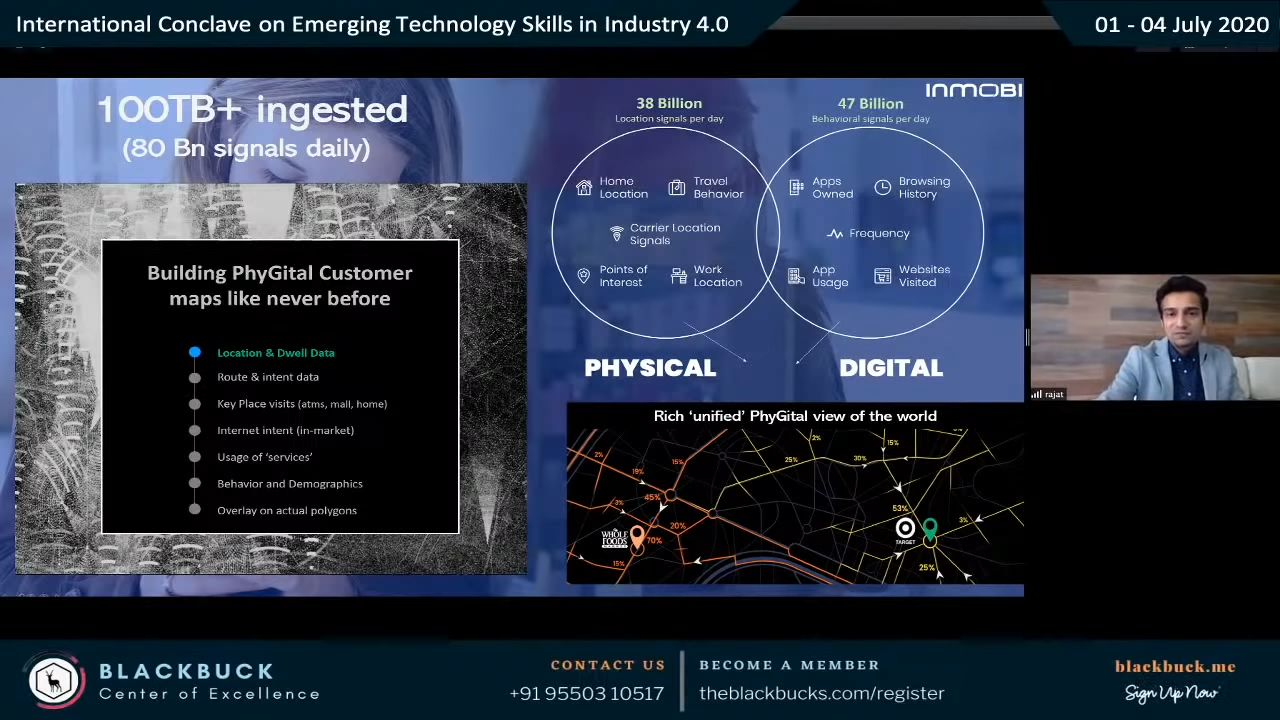 International Conclave on Emerging Technology Skills in Industry 4.0
01 - 04 July 2020
100TB+ ingested
(80 Bn signals daily)
Building PhyGital Customer
maps like never before
Location & Dwell Data
Route & intent data
Key Place visits (atms, mall, home)
Internet intent (in-market)
Usage of ‘services’
Behavior and Demographics
Overlay on actual polygons
INMOBI
38 Billion
Location signals per day
47 Billion
Behavioral signals per day
Home
Location
Travel
Behavior
Carrier Location
Signals
Points of
Interest
Work
Location
Apps
Owned
Browsing
History
Frequency
App
Usage
Websites
Visited
PHYSICAL
DIGITAL
Rich ‘unified’ PhyGital view of the world
2%
19%
15%
45%
3%
20%
70%
15%
WHOLE
FOODS
MARKET
2%
15%
25%
30%
53%
3%
TARGET
25%
rajat
BLACKBUCK
Center of Excellence
CONTACT US
+91 95503 10517
BECOME A MEMBER
theblackbucks.com/register
blackbuck.me
Sign Up Now